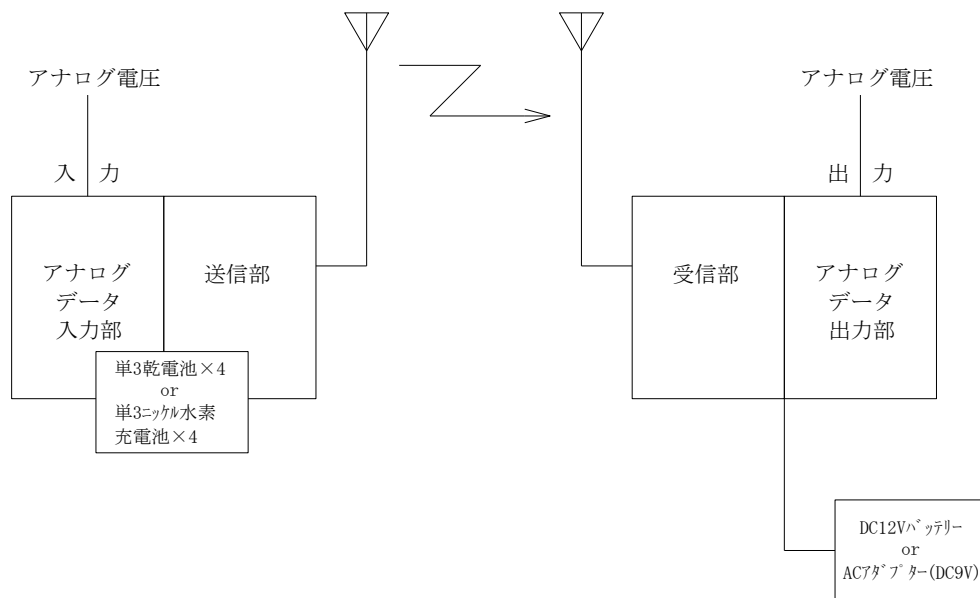 アナログ電圧
入 力
アナログ
データ
入力部
送信部
単3乾電池×4
or
単3ﾆｯｹﾙ水素
充電池×4
アナログ電圧
出 力
受信部
アナログ
データ
出力部
DC12Vﾊﾞｯﾃﾘｰ
or
ACｱﾀﾞﾌﾟﾀｰ(DC9V)